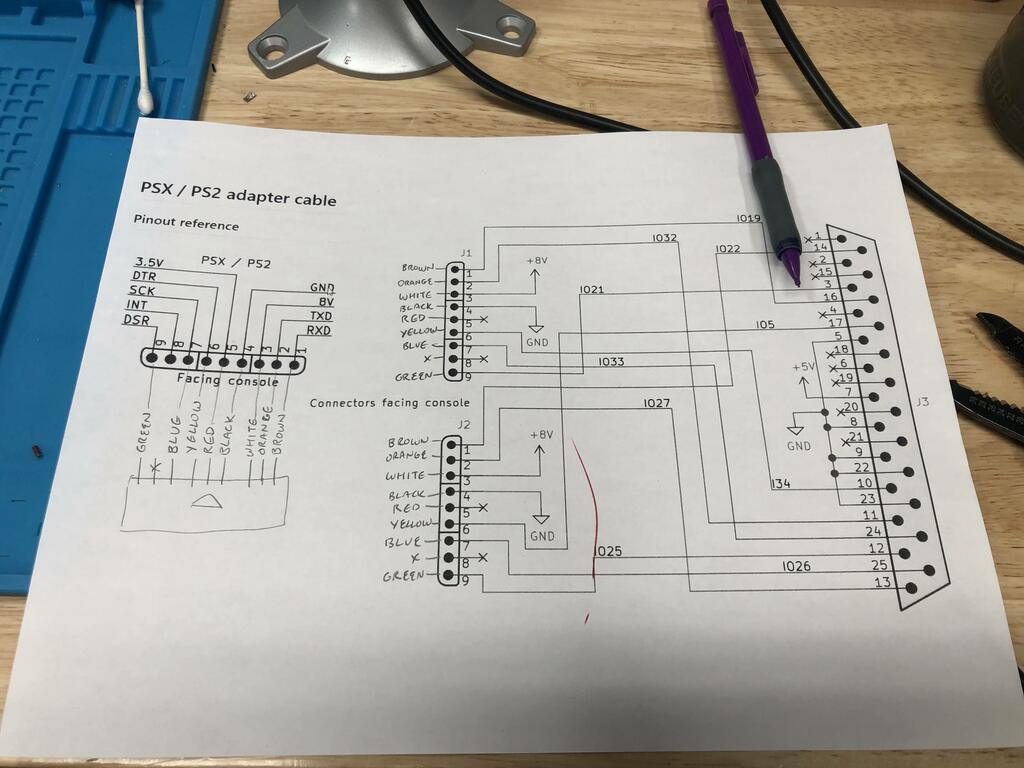 PSX / PS2 adapter cable
Pinout reference
PSX / PS2
3.5V
DTR
SCK
INT
DSR
GND
8V
TXD
RXD
9 8 7 6 5 4 3 2 1
Facing console
GREEN
X
BLUE
YELLOW
RED
BLACK
WHITE
ORANGE
BROWN
J1
BROWN 1
ORANGE 2
WHITE 3
BLACK 4
RED 5
YELLOW 6
BLUE 7
X 8
GREEN 9
+8V
GND
Connectors facing console
J2
BROWN 1
ORANGE 2
WHITE 3
BLACK 4
RED 5
YELLOW 6
BLUE 7
X 8
GREEN 9
+8V
GND
IO19
IO32
IO22
IO21
IO5
IO33
IO27
I34
IO25
IO26
+5V
GND
J3
1
14
2
15
3
16
4
17
5
18
6
19
7
20
8
21
9
22
10
23
11
24
12
25
13